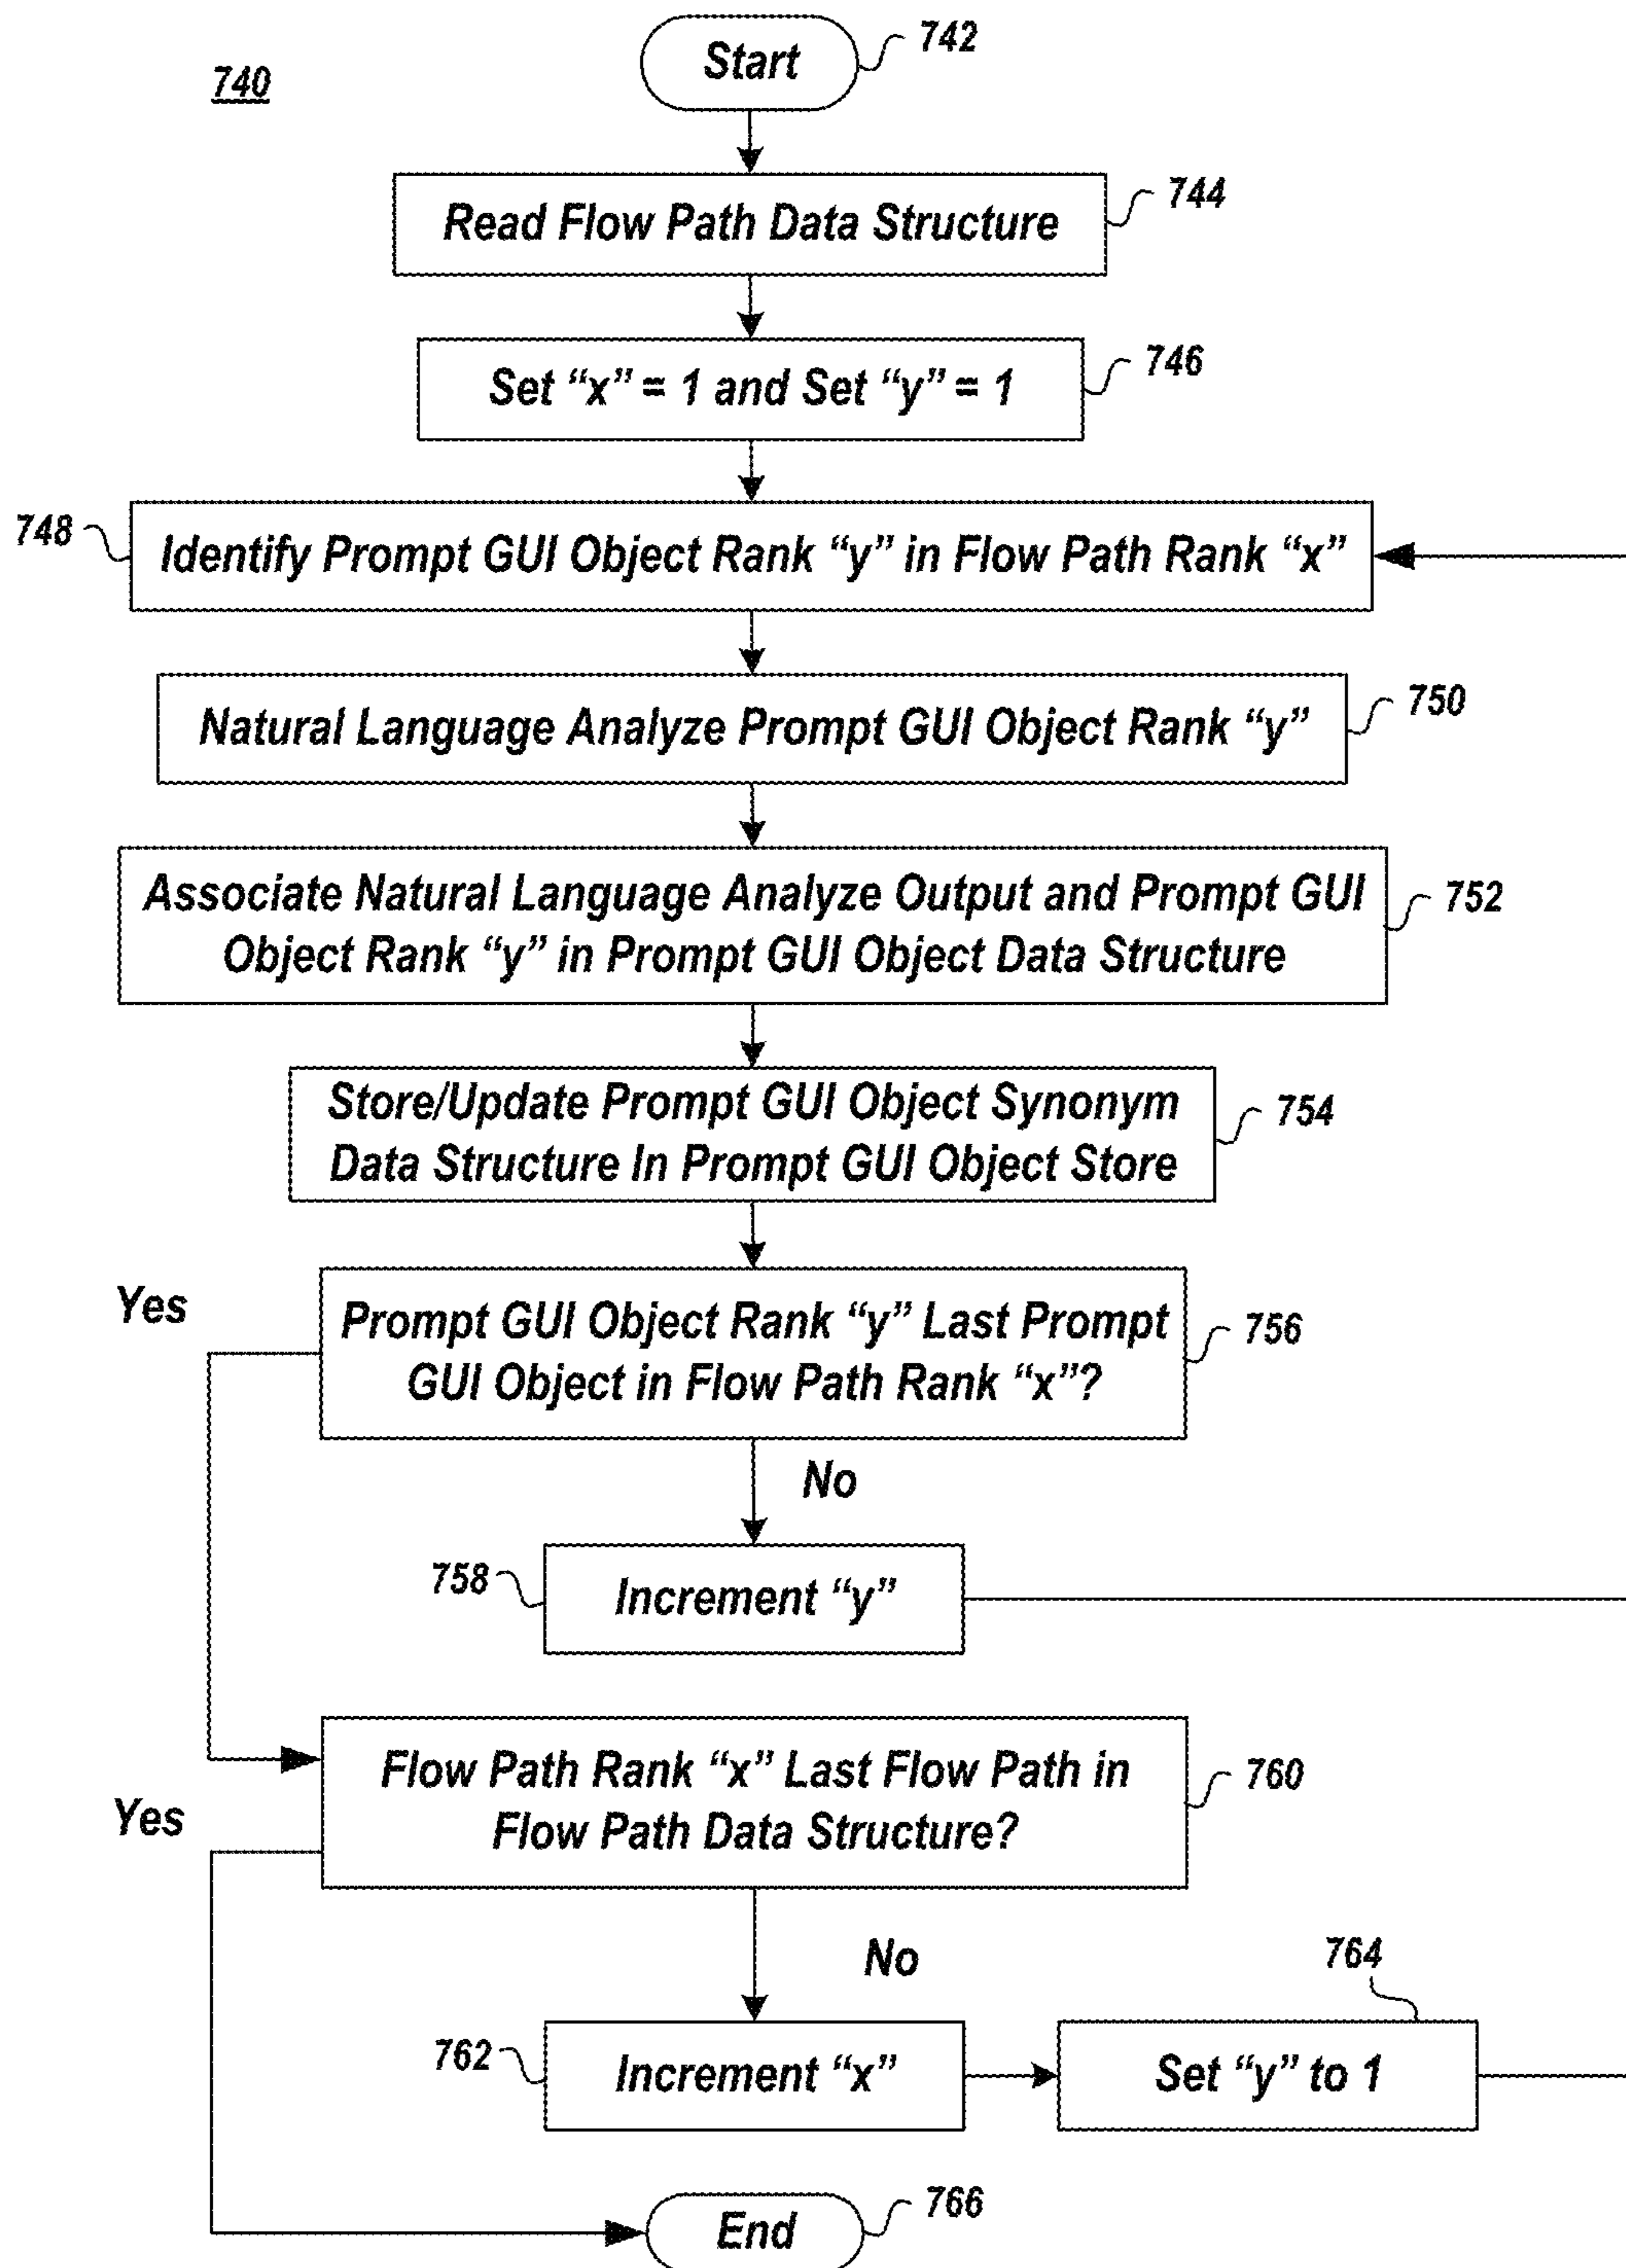 740
Start
742
Read Flow Path Data Structure
744
Set “x” = 1 and Set “y” = 1
746
748
Identify Prompt GUI Object Rank “y” in Flow Path Rank “x”
Natural Language Analyze Prompt GUI Object Rank “y”
750
Associate Natural Language Analyze Output and Prompt GUI
Object Rank “y” in Prompt GUI Object Data Structure
752
Store/Update Prompt GUI Object Synonym
Data Structure In Prompt GUI Object Store
754
Yes
Prompt GUI Object Rank “y” Last Prompt
GUI Object in Flow Path Rank “x”?
756
No
758
Increment “y”
Flow Path Rank “x” Last Flow Path in
Flow Path Data Structure?
760
Yes
No
762
Increment “x”
764
Set “y” to 1
End
766